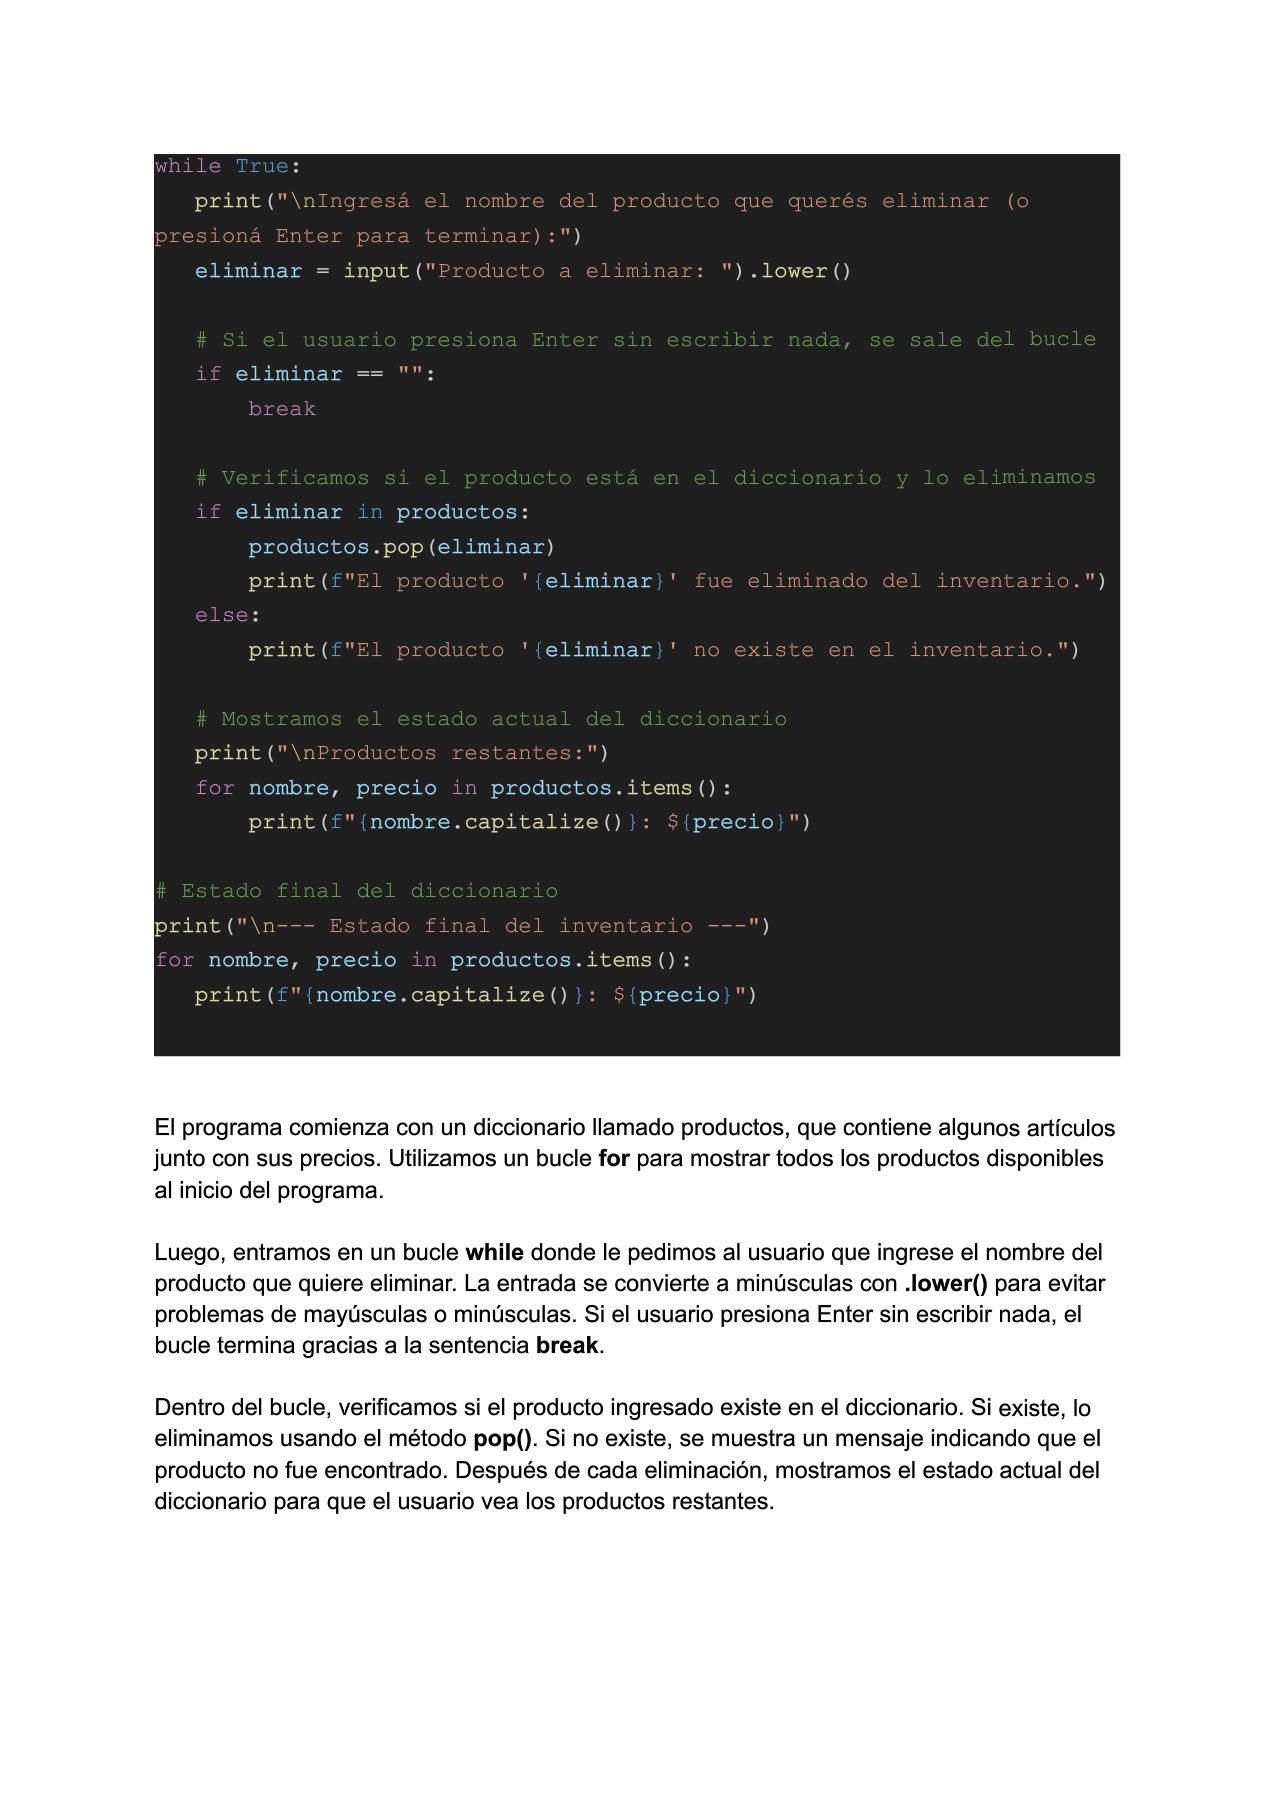 while True:
   print("\nIngresá el nombre del producto que querés eliminar (o
presioná Enter para terminar):")
   eliminar = input("Producto a eliminar: ").lower()

   # Si el usuario presiona Enter sin escribir nada, se sale del bucle
   if eliminar == "":
       break

   # Verificamos si el producto está en el diccionario y lo eliminamos
   if eliminar in productos:
       productos.pop(eliminar)
       print(f"El producto '{eliminar}' fue eliminado del inventario.")
   else:
       print(f"El producto '{eliminar}' no existe en el inventario.")

   # Mostramos el estado actual del diccionario
   print("\nProductos restantes:")
   for nombre, precio in productos.items():
       print(f"{nombre.capitalize()}: ${precio}")

# Estado final del diccionario
print("\n--- Estado final del inventario ---")
for nombre, precio in productos.items():
   print(f"{nombre.capitalize()}: ${precio}")

El programa comienza con un diccionario llamado productos, que contiene algunos artículos
junto con sus precios. Utilizamos un bucle for para mostrar todos los productos disponibles
al inicio del programa.

Luego, entramos en un bucle while donde le pedimos al usuario que ingrese el nombre del
producto que quiere eliminar. La entrada se convierte a minúsculas con .lower() para evitar
problemas de mayúsculas o minúsculas. Si el usuario presiona Enter sin escribir nada, el
bucle termina gracias a la sentencia break.

Dentro del bucle, verificamos si el producto ingresado existe en el diccionario. Si existe, lo
eliminamos usando el método pop(). Si no existe, se muestra un mensaje indicando que el
producto no fue encontrado. Después de cada eliminación, mostramos el estado actual del
diccionario para que el usuario vea los productos restantes.